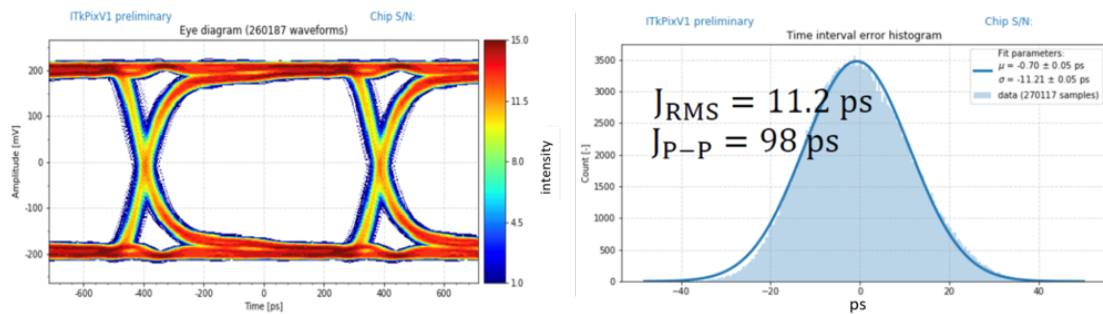 ITkPixV1 preliminary
Chip S/N:
Eye diagram (260187 waveforms)
Amplitude [mV]
200
100
0
-100
-200
-600
-400
-200
0
200
400
600
Time [ps]
15.0
11.5
8.0
4.5
1.0
intensity
ITkPixV1 preliminary
Chip S/N:
Time interval error histogram
Count [-]
3500
3000
2500
2000
1500
1000
500
0
J_RMS = 11.2 ps
J_P−P = 98 ps
Fit parameters:
μ = -0.70 ± 0.05 ps
σ = -11.21 ± 0.05 ps
data (270117 samples)
−40
−20
0
20
40
ps